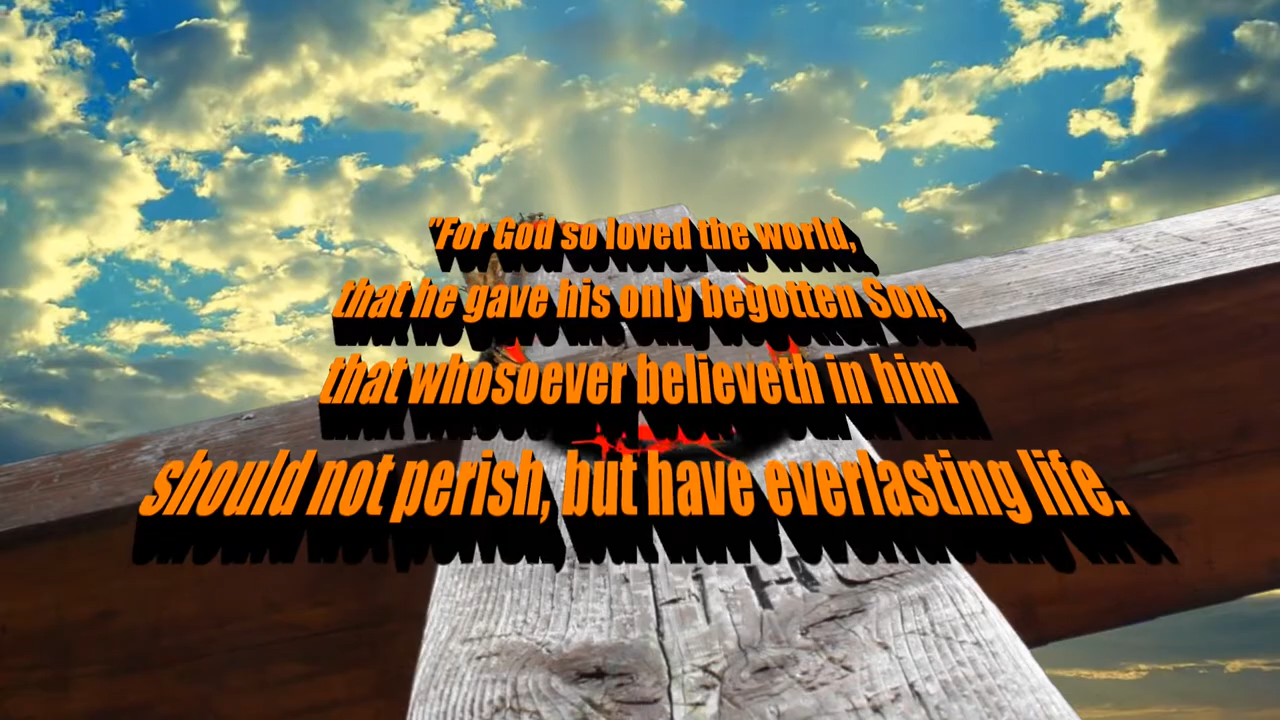 "For God so loved the world,
that he gave his only begotten Son,
that whosoever believeth in him
should not perish, but have everlasting life.